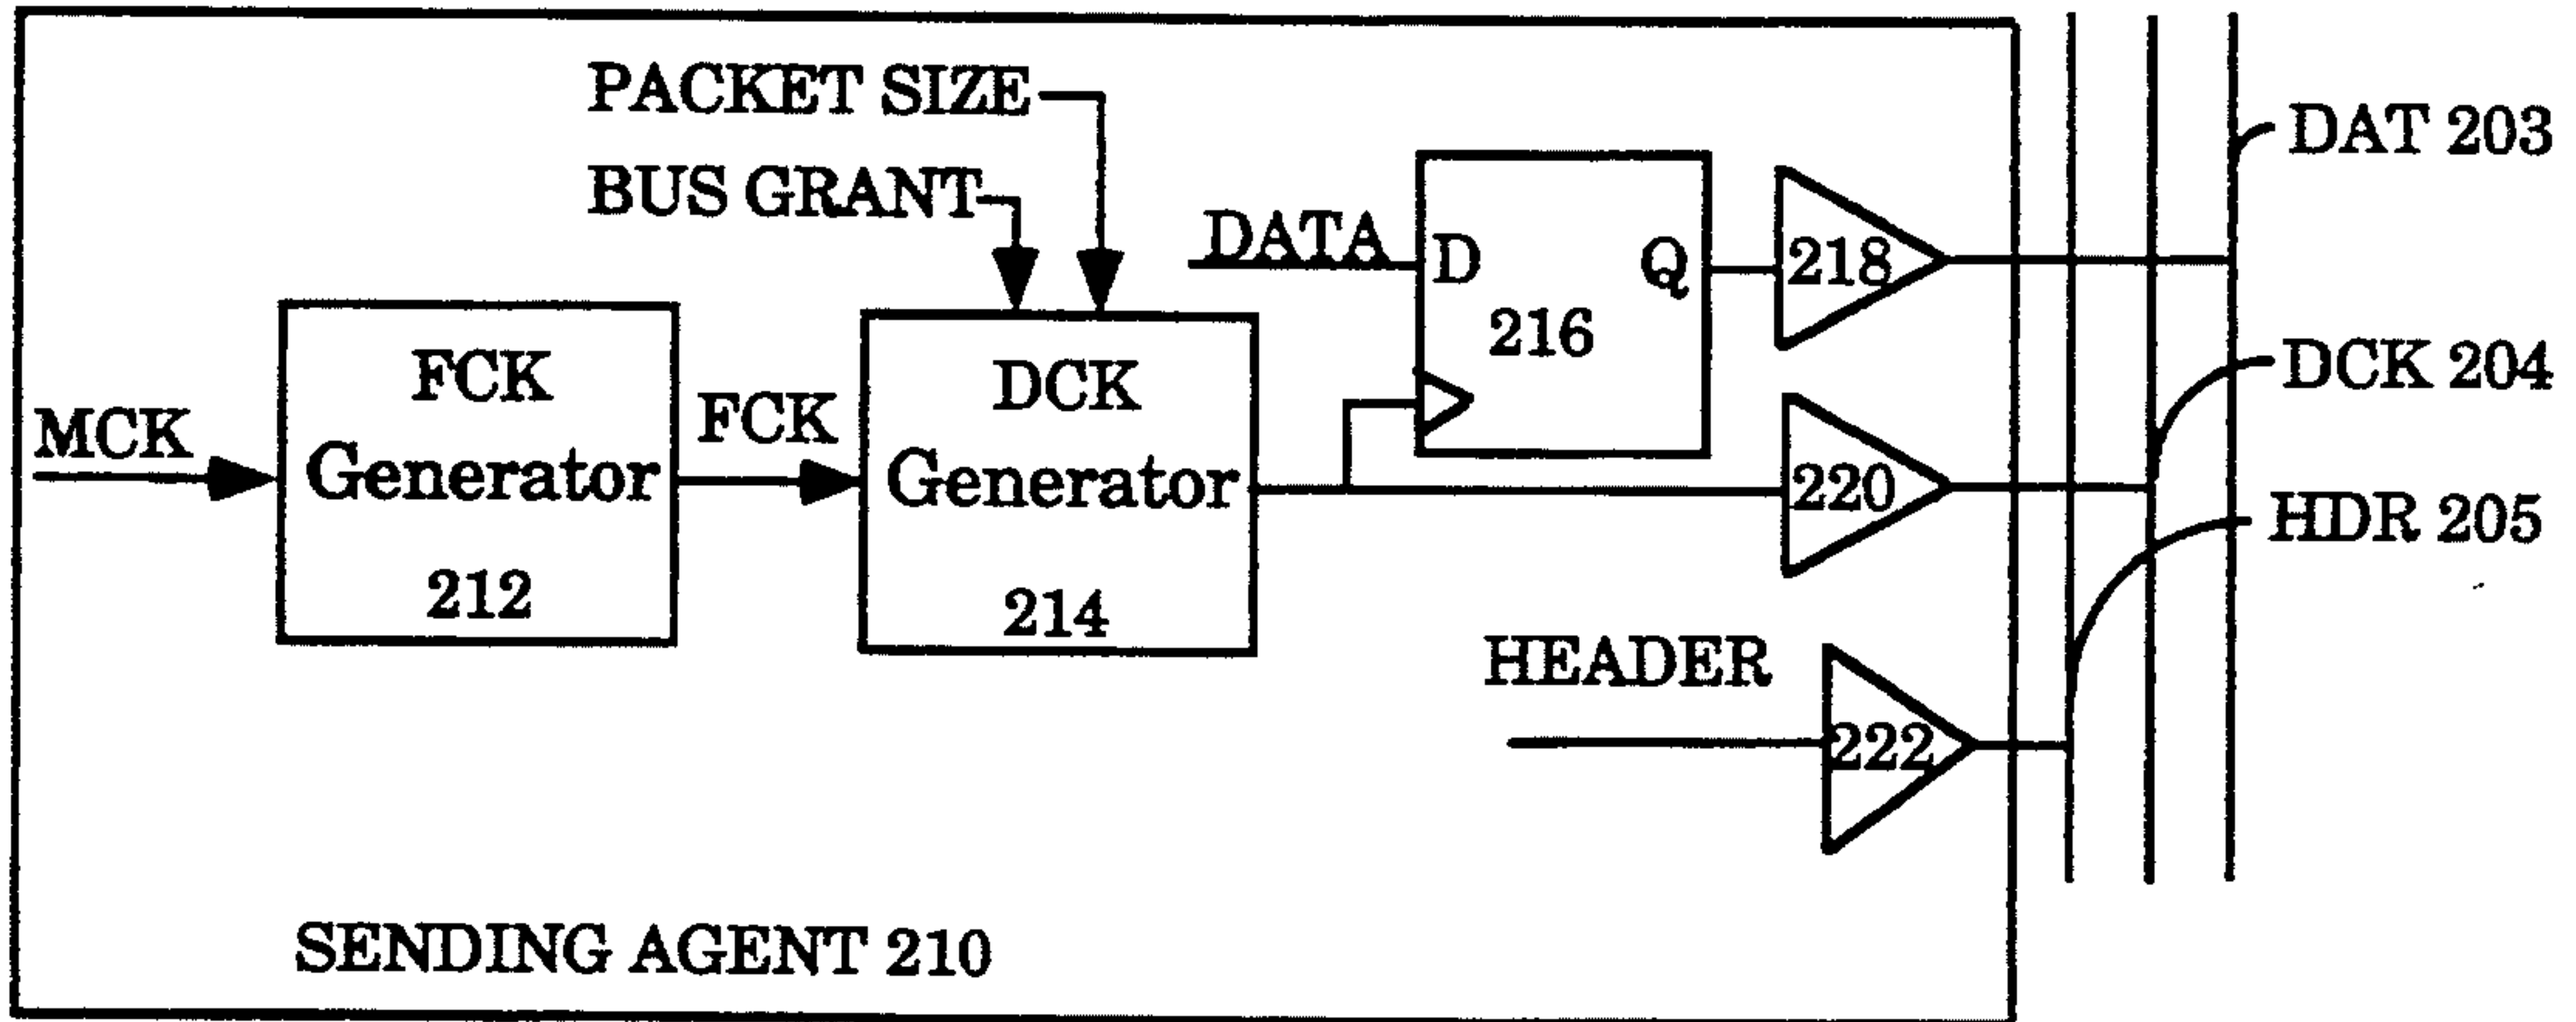 PACKET SIZE
BUS GRANT
DATA
D
Q
216
218
DAT 203
MCK
FCK
Generator
212
FCK
DCK
Generator
214
220
DCK 204
HDR 205
HEADER
222
SENDING AGENT 210